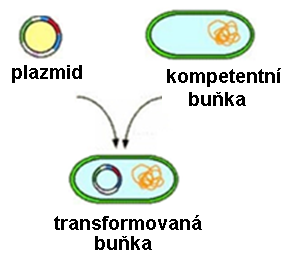 plazmid
kompetentní
buňka
transformovaná
buňka